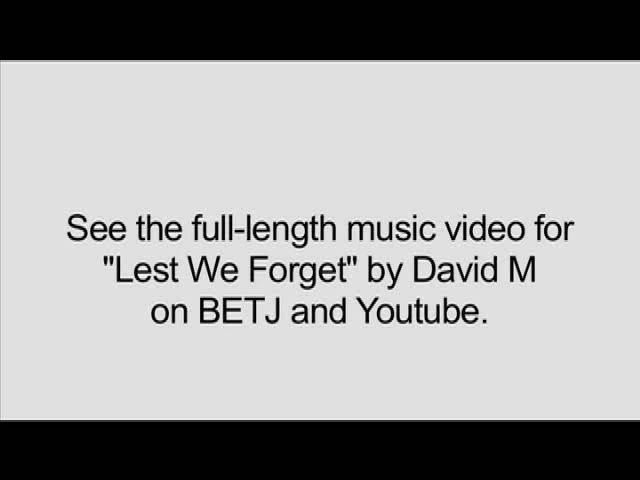 See the full-length music video for
"Lest We Forget" by David M
on BETJ and Youtube.